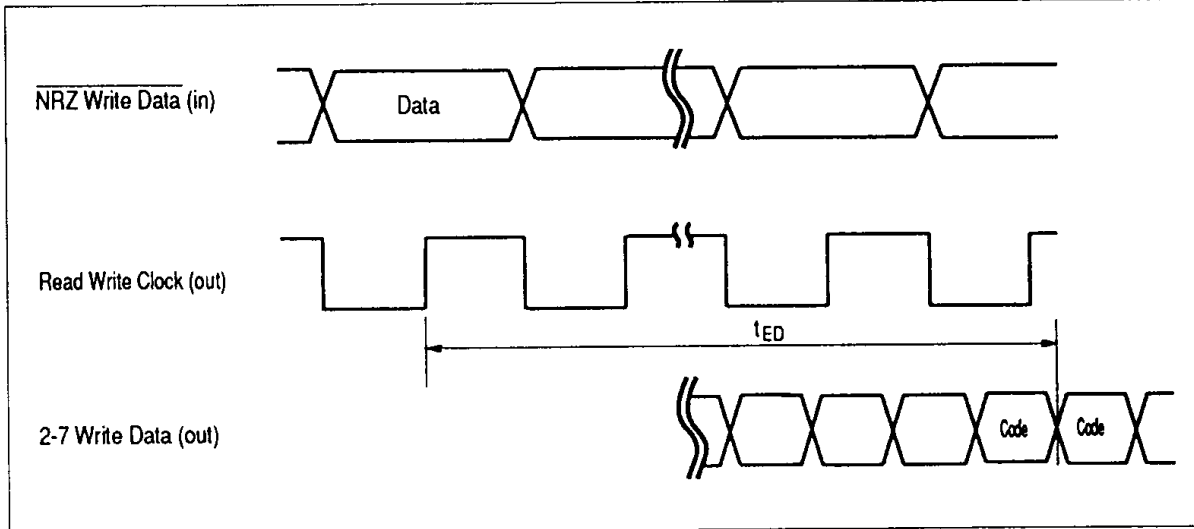 NRZ Write Data (in)
Data
Read Write Clock (out)
tED
2-7 Write Data (out)
Code
Code